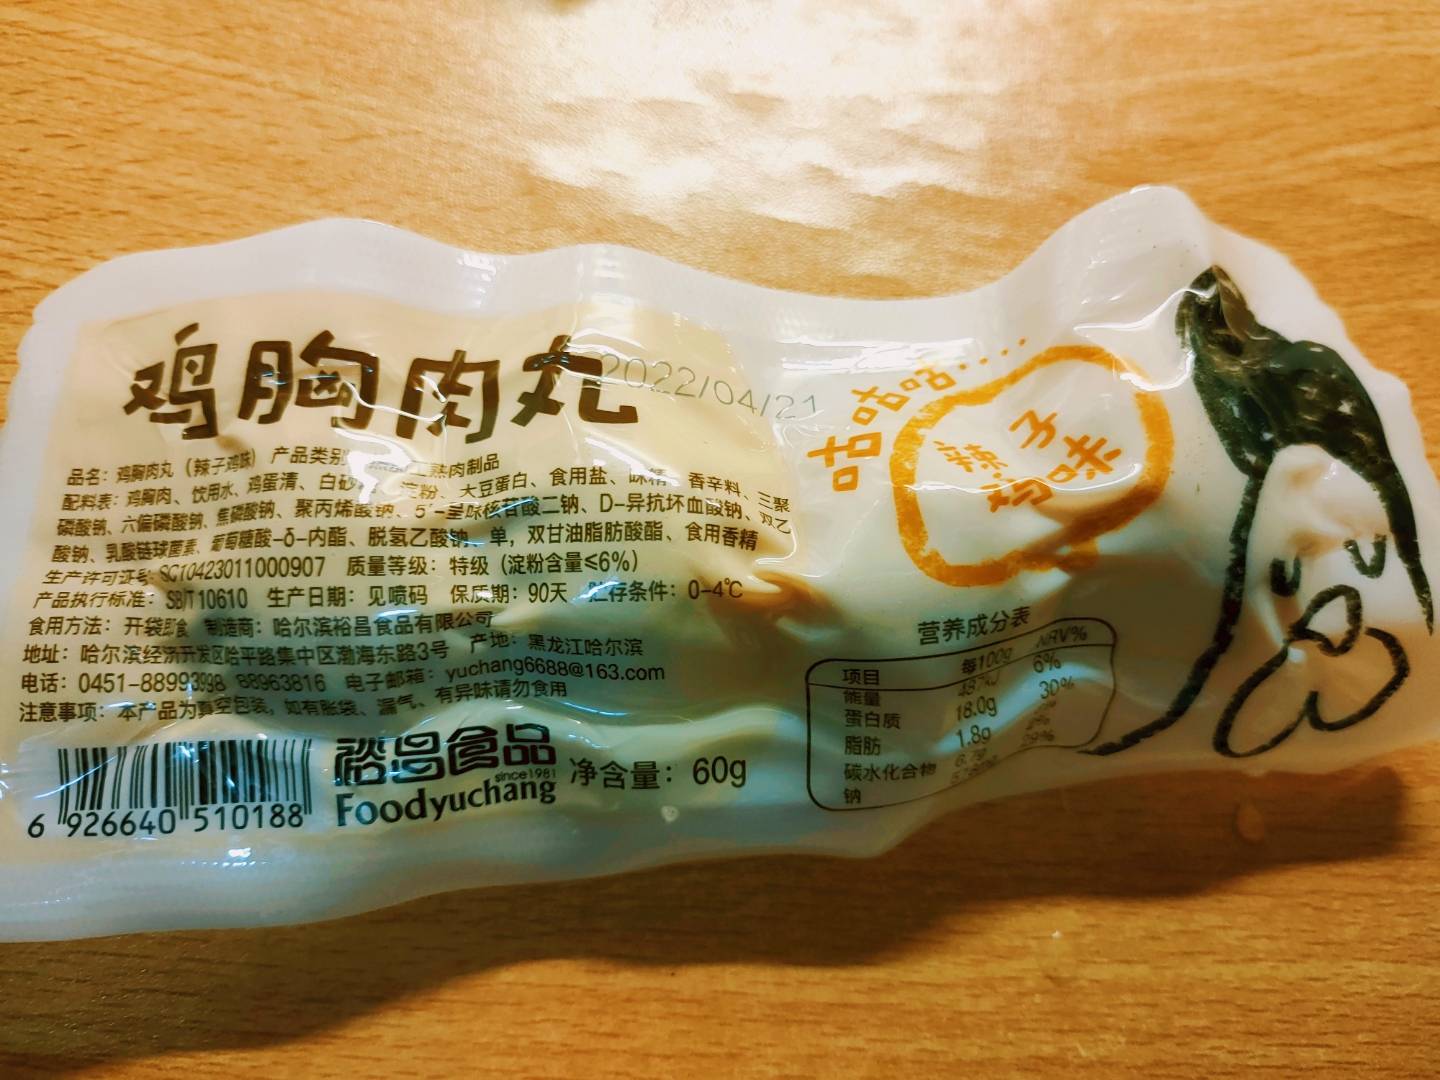 鸡胸肉丸
2022/04/21
品名：鸡胸肉丸（辣子鸡味） 产品类别 熟肉制品
配料表：鸡胸肉、饮用水、鸡蛋清、白砂 淀粉、大豆蛋白、食用盐、味精、香辛料、三聚
磷酸钠、六偏磷酸钠、焦磷酸钠、聚丙烯酸钠、5'-呈味核苷酸二钠、D-异抗坏血酸钠、双乙
酸钠、乳酸链球菌素、葡萄糖酸-δ-内酯、脱氢乙酸钠、单，双甘油脂肪酸酯、食用香精
生产许可证号：SC10423011000907 质量等级：特级（淀粉含量≤6%）
产品执行标准：SB/T10610 生产日期：见喷码 保质期：90天 贮存条件：0-4℃
食用方法：开袋即食 制造商：哈尔滨裕昌食品有限公司
地址：哈尔滨经济开发区哈平路集中区渤海东路3号 产地：黑龙江哈尔滨
电话：0451-88993998 88963816 电子邮箱：yuchang6688@163.com
注意事项：本产品为真空包装，如有胀袋、漏气、有异味请勿食用
6 926640 510188
裕昌食品
since1981
Foodyuchang
净含量：60g
咕咕咕咕····
辣子
鸡味
营养成分表
项目 每100g NRV%
能量 6%
蛋白质 18.0g 30%
脂肪 1.8g
碳水化合物
钠